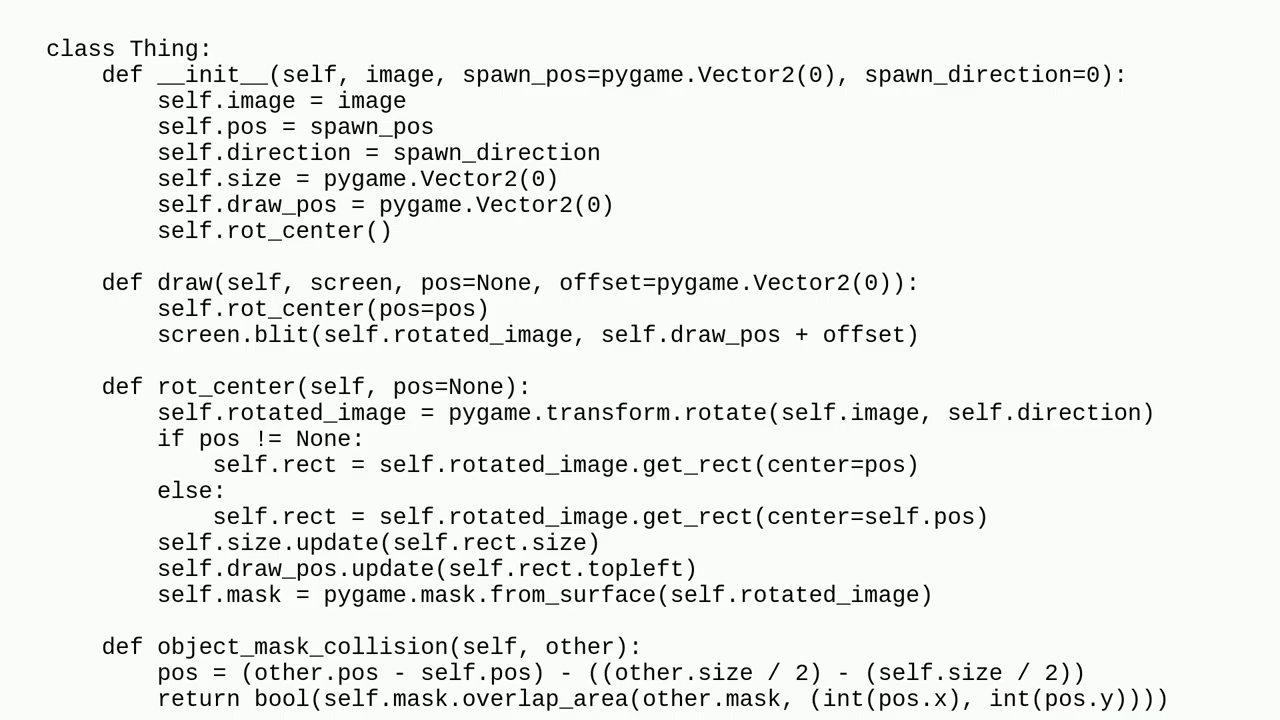 class Thing:
    def __init__(self, image, spawn_pos=pygame.Vector2(0), spawn_direction=0):
        self.image = image
        self.pos = spawn_pos
        self.direction = spawn_direction
        self.size = pygame.Vector2(0)
        self.draw_pos = pygame.Vector2(0)
        self.rot_center()

    def draw(self, screen, pos=None, offset=pygame.Vector2(0)):
        self.rot_center(pos=pos)
        screen.blit(self.rotated_image, self.draw_pos + offset)

    def rot_center(self, pos=None):
        self.rotated_image = pygame.transform.rotate(self.image, self.direction)
        if pos != None:
            self.rect = self.rotated_image.get_rect(center=pos)
        else:
            self.rect = self.rotated_image.get_rect(center=self.pos)
        self.size.update(self.rect.size)
        self.draw_pos.update(self.rect.topleft)
        self.mask = pygame.mask.from_surface(self.rotated_image)

    def object_mask_collision(self, other):
        pos = (other.pos - self.pos) - ((other.size / 2) - (self.size / 2))
        return bool(self.mask.overlap_area(other.mask, (int(pos.x), int(pos.y))))